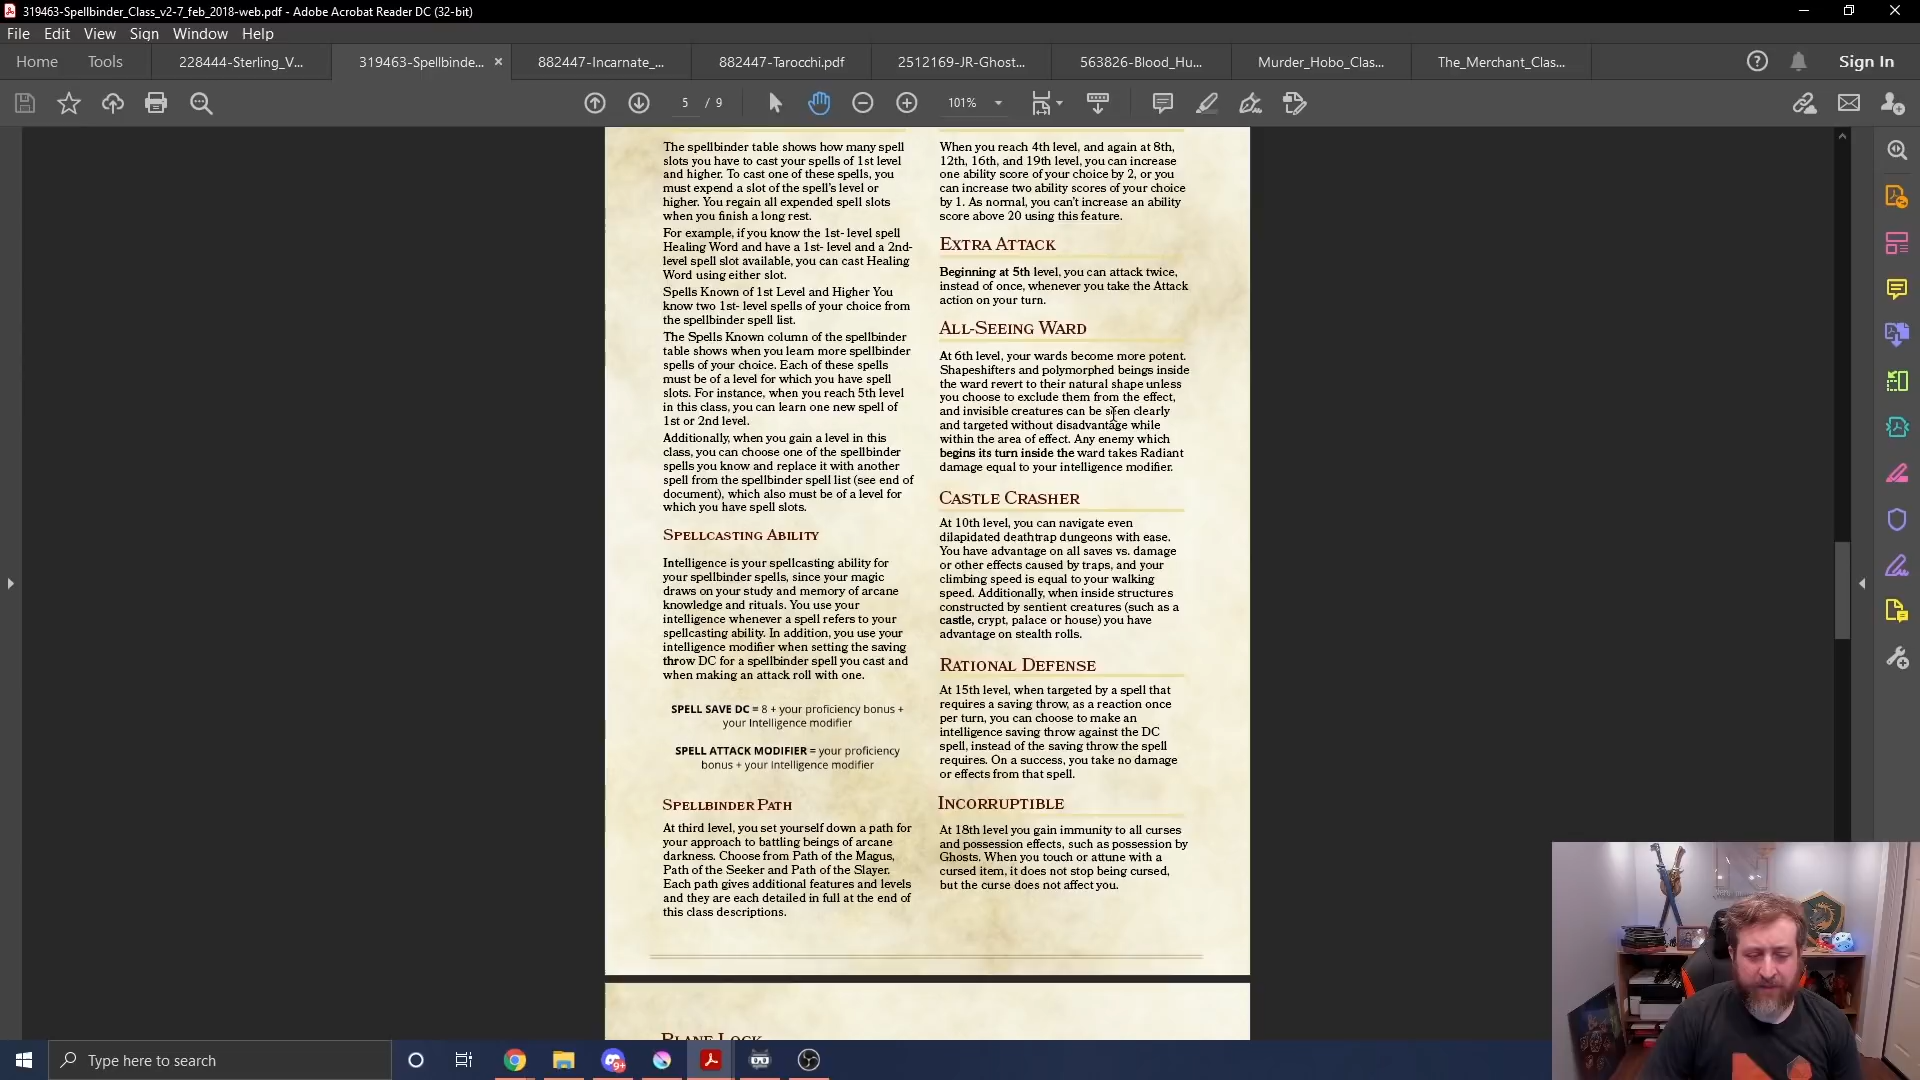 319463-Spellbinder_Class_v2-7_feb_2018-web.pdf - Adobe Acrobat Reader DC (32-bit)
File Edit View Sign Window Help
Home Tools 228444-Sterling_V... 319463-Spellbinde... 882447-Incarnate_... 882447-Tarocchi.pdf 2512169-JR-Ghost... 563826-Blood_Hu... Murder_Hobo_Clas... The_Merchant_Clas... Sign In
5 / 9 101%
The spellbinder table shows how many spell
slots you have to cast your spells of 1st level
and higher. To cast one of these spells, you
must expend a slot of the spell's level or
higher. You regain all expended spell slots
when you finish a long rest.
For example, if you know the 1st- level spell
Healing Word and have a 1st- level and a 2nd-
level spell slot available, you can cast Healing
Word using either slot.
Spells Known of 1st Level and Higher You
know two 1st- level spells of your choice from
the spellbinder spell list.
The Spells Known column of the spellbinder
table shows when you learn more spellbinder
spells of your choice. Each of these spells
must be of a level for which you have spell
slots. For instance, when you reach 5th level
in this class, you can learn one new spell of
1st or 2nd level.
Additionally, when you gain a level in this
class, you can choose one of the spellbinder
spells you know and replace it with another
spell from the spellbinder spell list (see end of
document), which also must be of a level for
which you have spell slots.
Spellcasting Ability
Intelligence is your spellcasting ability for
your spellbinder spells, since your magic
draws on your study and memory of arcane
knowledge and rituals. You use your
intelligence whenever a spell refers to your
spellcasting ability. In addition, you use your
intelligence modifier when setting the saving
throw DC for a spellbinder spell you cast and
when making an attack roll with one.
SPELL SAVE DC = 8 + your proficiency bonus +
your Intelligence modifier
SPELL ATTACK MODIFIER = your proficiency
bonus + your Intelligence modifier
Spellbinder Path
At third level, you set yourself down a path for
your approach to battling beings of arcane
darkness. Choose from Path of the Magus,
Path of the Seeker and Path of the Slayer.
Each path gives additional features and levels
and they are each detailed in full at the end of
this class descriptions.
When you reach 4th level, and again at 8th,
12th, 16th, and 19th level, you can increase
one ability score of your choice by 2, or you
can increase two ability scores of your choice
by 1. As normal, you can't increase an ability
score above 20 using this feature.
Extra Attack
Beginning at 5th level, you can attack twice,
instead of once, whenever you take the Attack
action on your turn.
All-Seeing Ward
At 6th level, your wards become more potent.
Shapeshifters and polymorphed beings inside
the ward revert to their natural shape unless
you choose to exclude them from the effect,
and invisible creatures can be seen clearly
and targeted without disadvantage while
within the area of effect. Any enemy which
begins its turn inside the ward takes Radiant
damage equal to your intelligence modifier.
Castle Crasher
At 10th level, you can navigate even
dilapidated deathtrap dungeons with ease.
You have advantage on all saves vs. damage
or other effects caused by traps, and your
climbing speed is equal to your walking
speed. Additionally, when inside structures
constructed by sentient creatures (such as a
castle, crypt, palace or house) you have
advantage on stealth rolls.
Rational Defense
At 15th level, when targeted by a spell that
requires a saving throw, as a reaction once
per turn, you can choose to make an
intelligence saving throw against the DC
spell, instead of the saving throw the spell
requires. On a success, you take no damage
or effects from that spell.
Incorruptible
At 18th level you gain immunity to all curses
and possession effects, such as possession by
Ghosts. When you touch or attune with a
cursed item, it does not stop being cursed,
but the curse does not affect you.
Type here to search